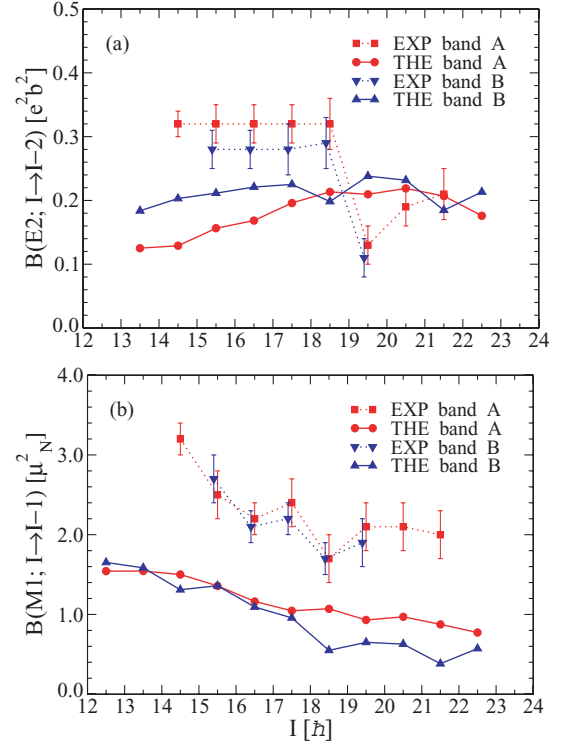 0.5
0.4
0.3
0.2
0.1
0.0
B(E2; I→I−2) [e²b²]
(a)
EXP band A
THE band A
EXP band B
THE band B
12 13 14 15 16 17 18 19 20 21 22 23 24
4.0
3.0
2.0
1.0
0.0
B(M1; I→I−1) [μ²_N]
(b)
EXP band A
THE band A
EXP band B
THE band B
12 13 14 15 16 17 18 19 20 21 22 23 24
I [ℏ]